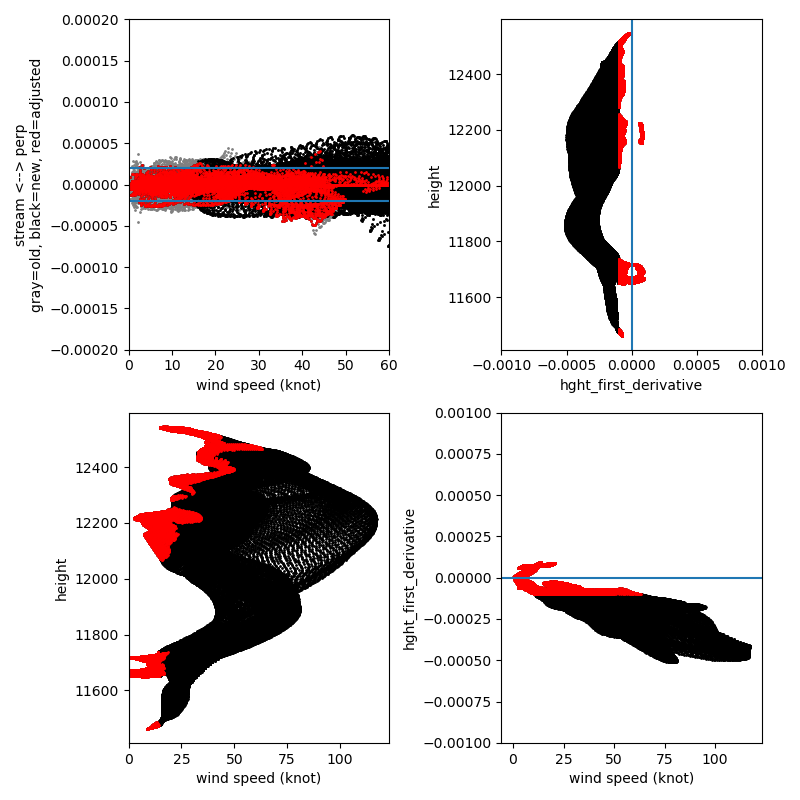 0.00020
0.00015
0.00010
0.00005
0.00000
−0.00005
−0.00010
−0.00015
−0.00020
stream <--> perp
gray=old, black=new, red=adjusted
0 10 20 30 40 50 60
wind speed (knot)
12400
12200
12000
11800
11600
height
−0.0010 −0.0005 0.0000 0.0005 0.0010
hght_first_derivative
12400
12200
12000
11800
11600
height
0 25 50 75 100
wind speed (knot)
0.00100
0.00075
0.00050
0.00025
0.00000
−0.00025
−0.00050
−0.00075
−0.00100
hght_first_derivative
0 25 50 75 100
wind speed (knot)